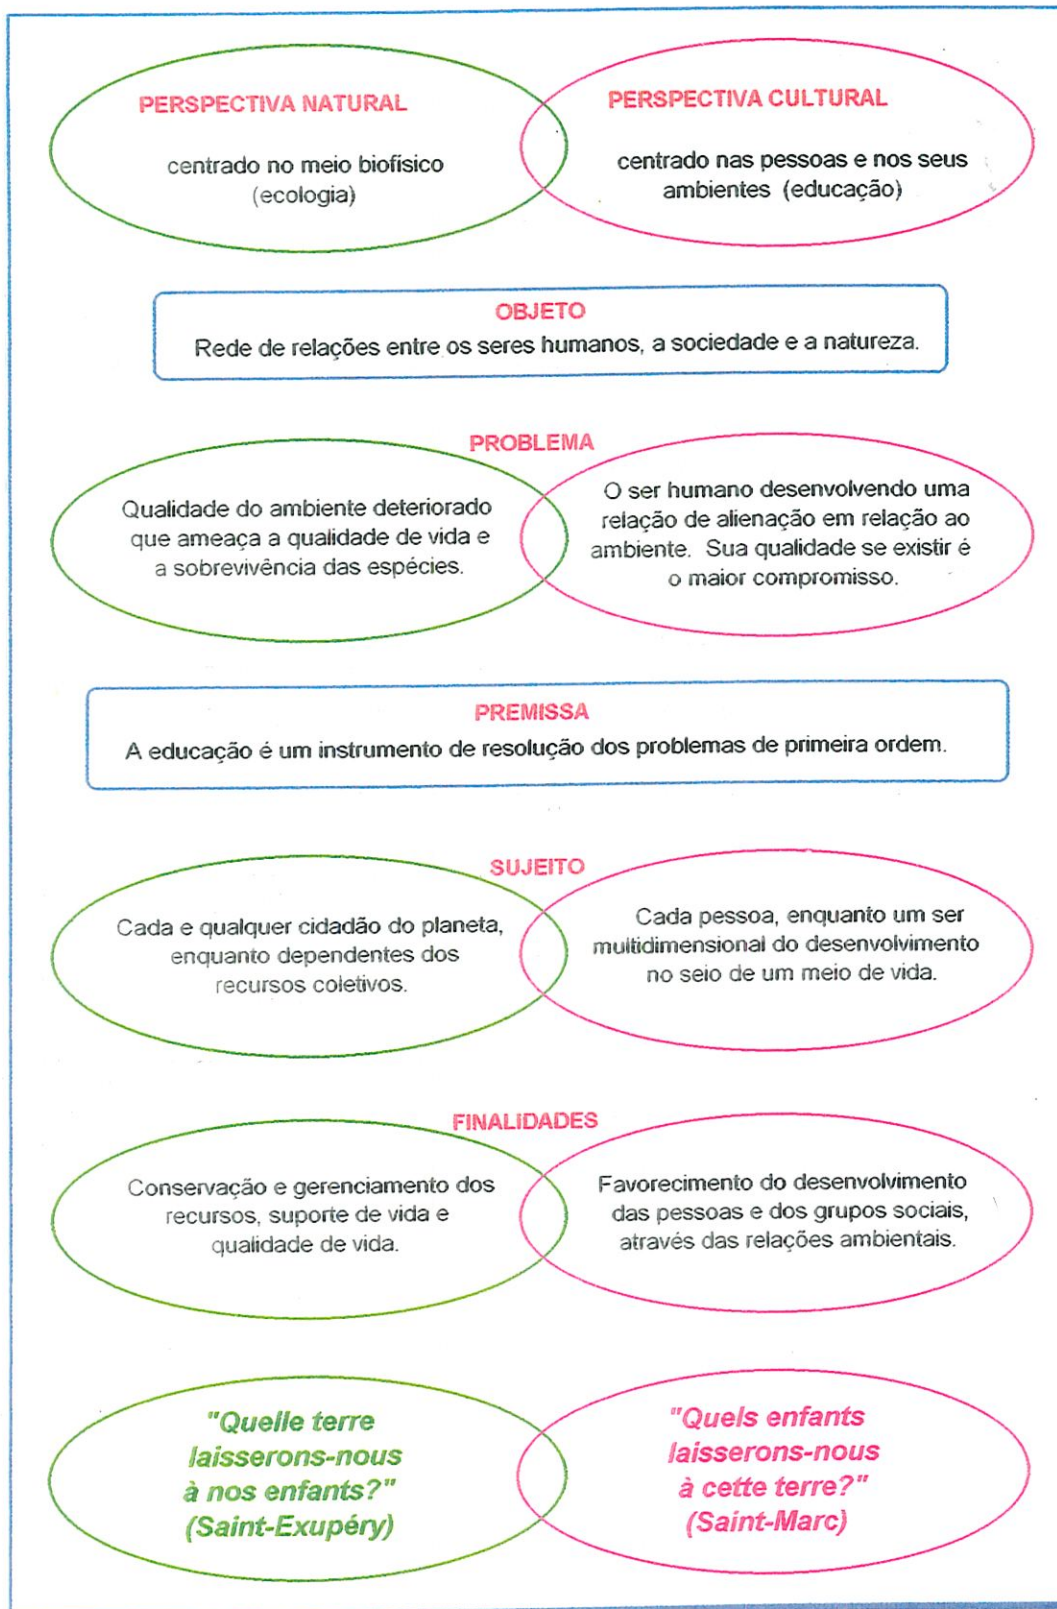 PERSPECTIVA NATURAL
centrado no meio biofísico
(ecologia)
PERSPECTIVA CULTURAL
centrado nas pessoas e nos seus
ambientes (educação)
OBJETO
Rede de relações entre os seres humanos, a sociedade e a natureza.
PROBLEMA
Qualidade do ambiente deteriorado
que ameaça a qualidade de vida e
a sobrevivência das espécies.
O ser humano desenvolvendo uma
relação de alienação em relação ao
ambiente. Sua qualidade se existir é
o maior compromisso.
PREMISSA
A educação é um instrumento de resolução dos problemas de primeira ordem.
SUJEITO
Cada e qualquer cidadão do planeta,
enquanto dependentes dos
recursos coletivos.
Cada pessoa, enquanto um ser
multidimensional do desenvolvimento
no seio de um meio de vida.
FINALIDADES
Conservação e gerenciamento dos
recursos, suporte de vida e
qualidade de vida.
Favorecimento do desenvolvimento
das pessoas e dos grupos sociais,
através das relações ambientais.
"Quelle terre
laisserons-nous
à nos enfants?"
(Saint-Exupéry)
"Quels enfants
laisserons-nous
à cette terre?"
(Saint-Marc)